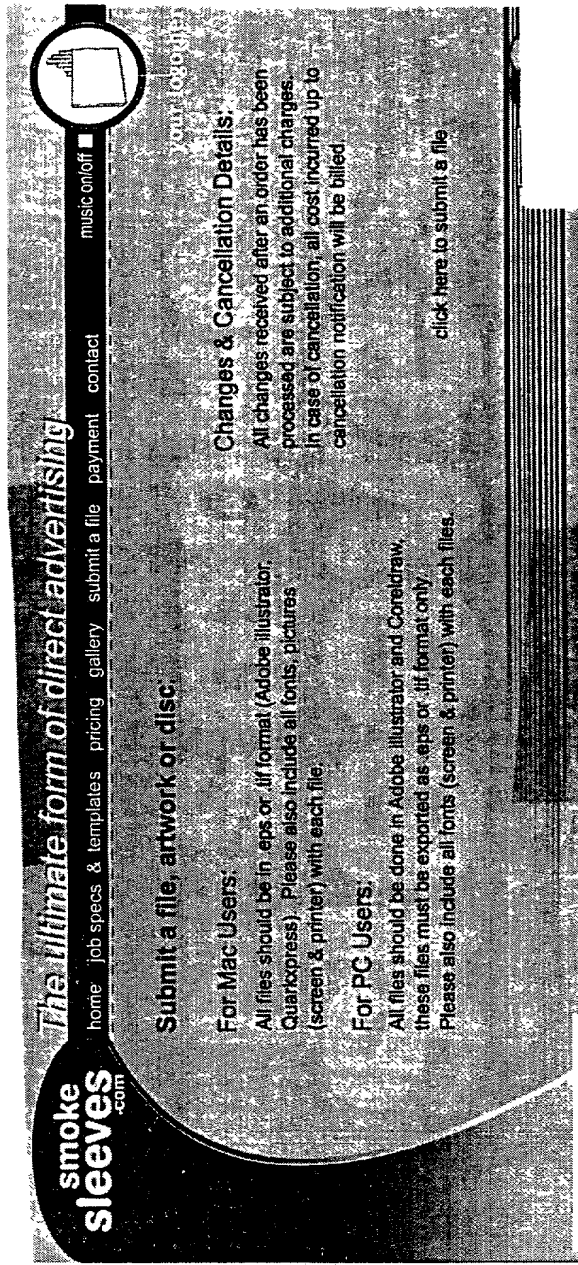 The ultimate form of direct advertising
smoke
sleeves
.com
home job specs & templates pricing gallery submit a file payment contact music on/off
Submit a file, artwork or disc:
For Mac Users:
All files should be in .eps or .tif format (Adobe illustrator,
Quarkxpress). Please also include all fonts, pictures
(screen & printer) with each file.
For PC Users:
All files should be done in Adobe Illustrator and Coreldraw,
these files must be exported as .eps or .tif format only.
Please also include all fonts (screen & printer) with each files.
your logo
Changes & Cancellation Details:
All changes received after an order has been
processed are subject to additional charges.
In case of cancellation, all cost incurred up to
cancellation notification will be billed
click here to submit a file